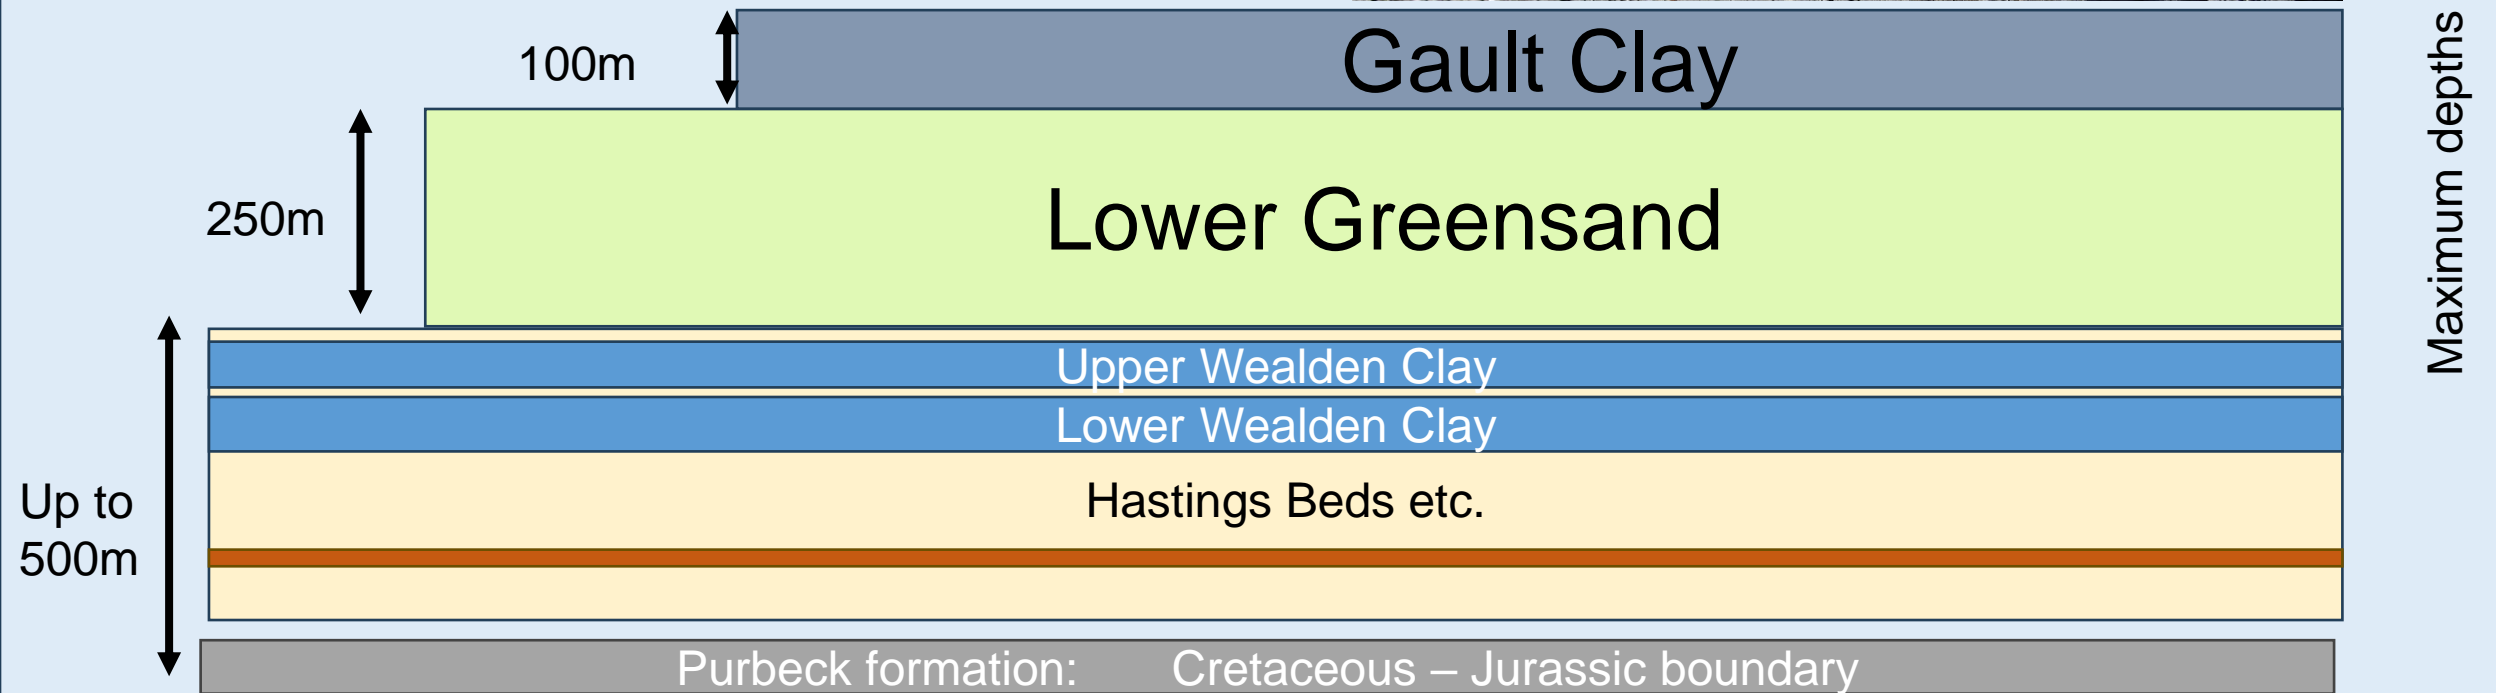 100m
Gault Clay
Maximum depths
250m
Lower Greensand
Upper Wealden Clay
Lower Wealden Clay
Up to
500m
Hastings Beds etc.
Purbeck formation: Cretaceous – Jurassic boundary